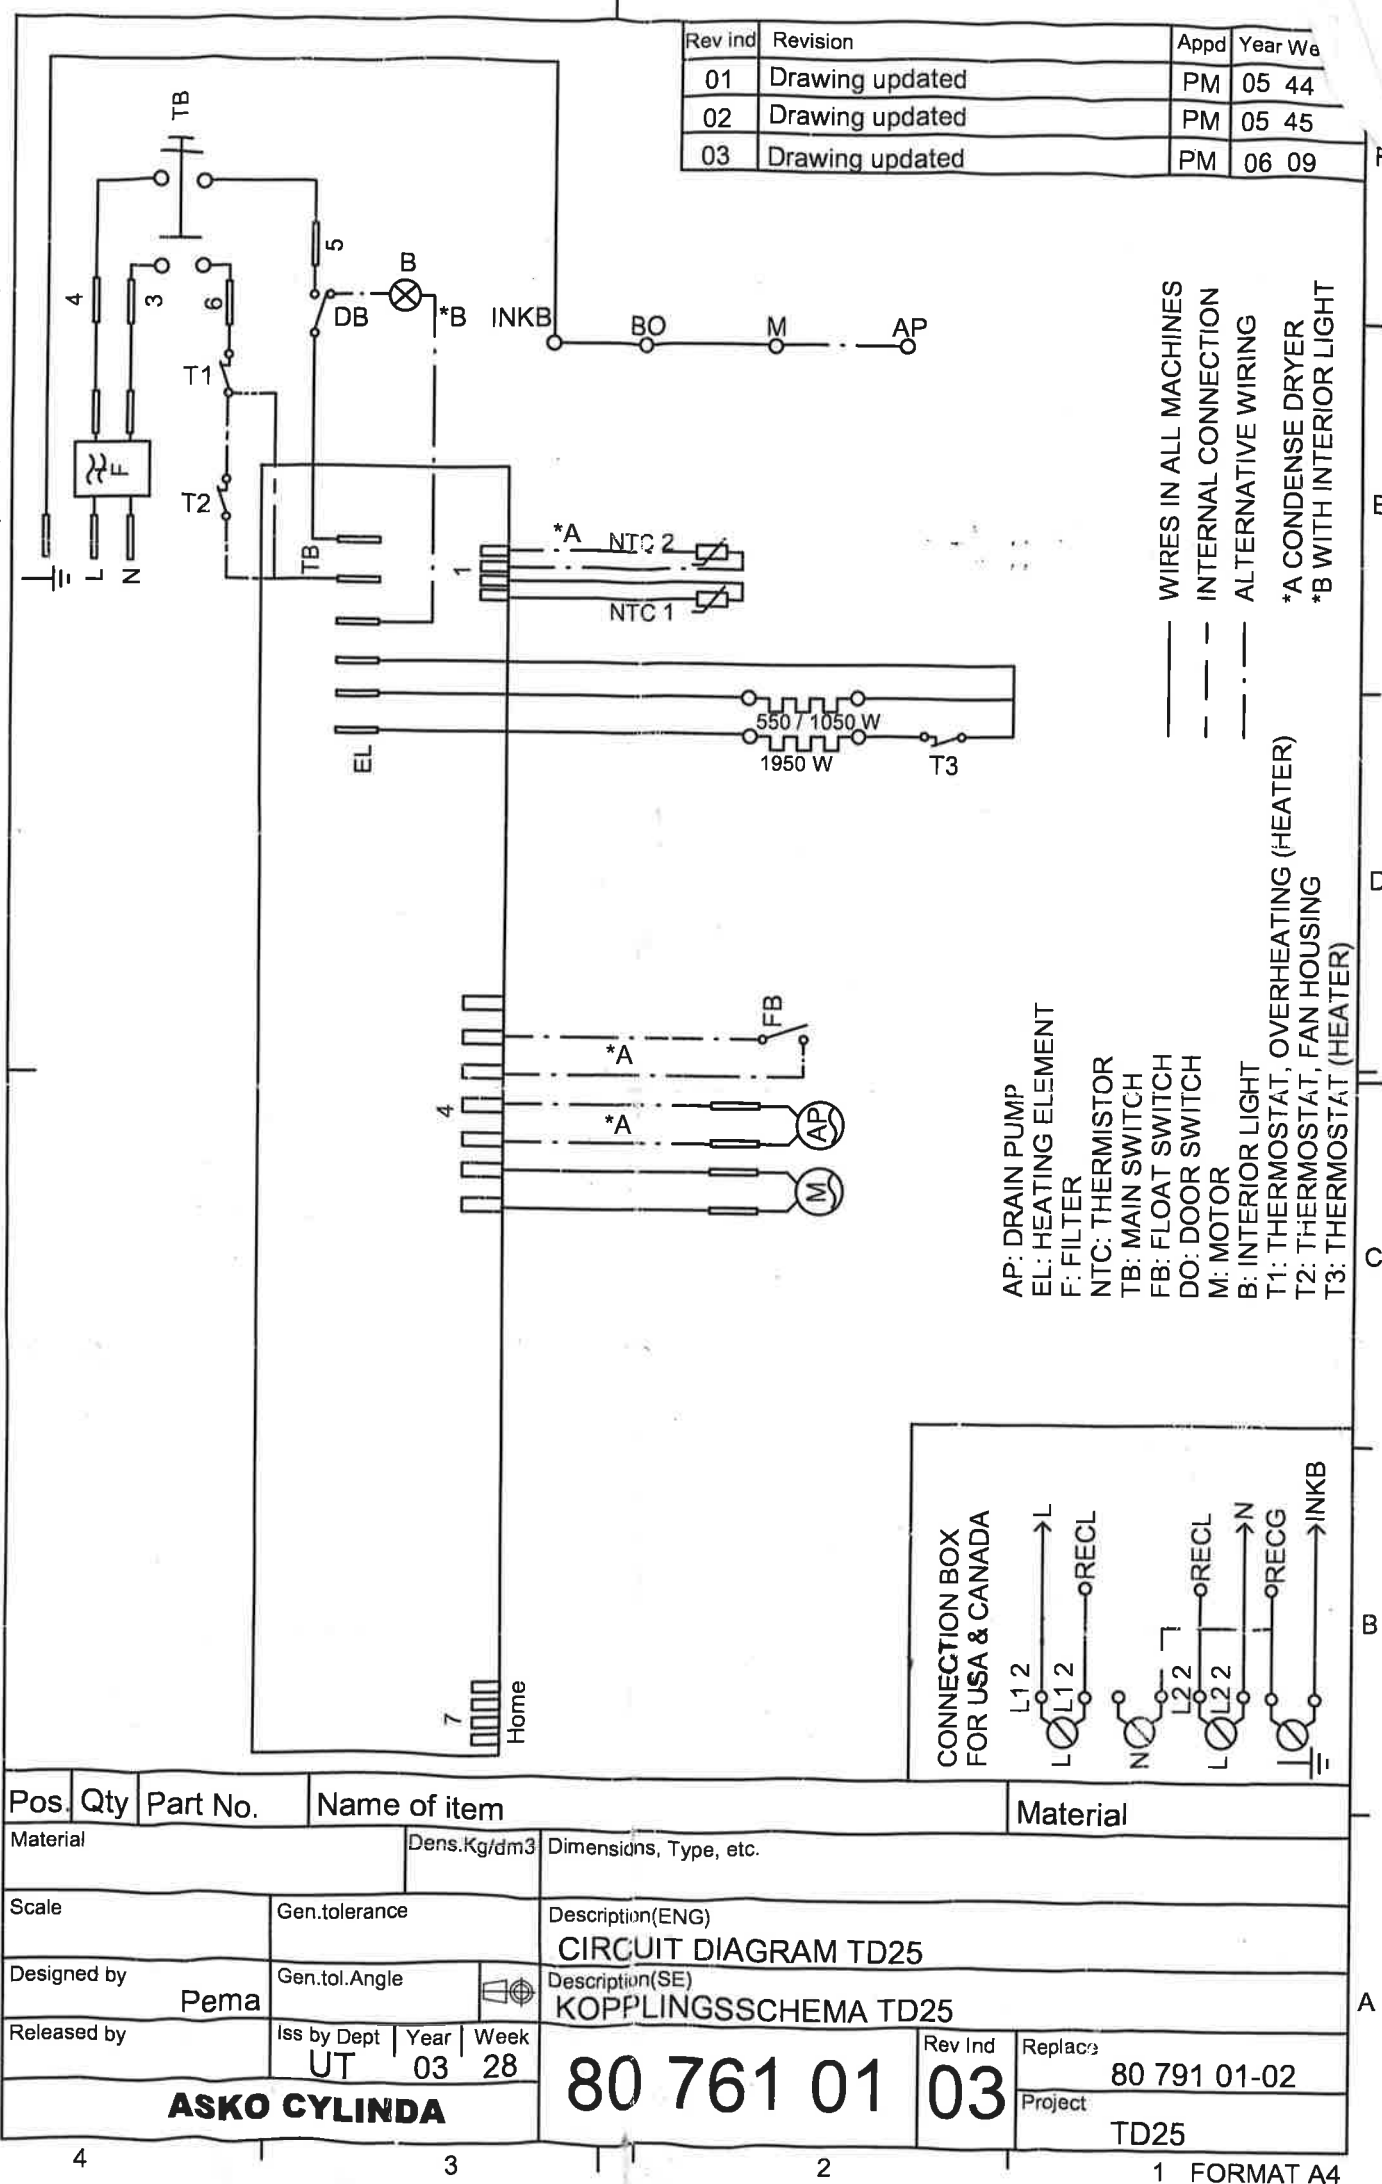 Rev ind Revision Appd Year We
01 Drawing updated PM 05 44
02 Drawing updated PM 05 45
03 Drawing updated PM 06 09
TB
4
3
6
5
DB
B
*B
INKB
BO
M
AP
T1
T2
F
L
N
TB
1
*A
NTC 2
NTC 1
550 / 1050 W
1950 W
T3
EL
WIRES IN ALL MACHINES
INTERNAL CONNECTION
ALTERNATIVE WIRING
*A CONDENSE DRYER
*B WITH INTERIOR LIGHT
E
D
4
*A
FB
*A
AP
M
AP: DRAIN PUMP
EL: HEATING ELEMENT
F: FILTER
NTC: THERMISTOR
TB: MAIN SWITCH
FB: FLOAT SWITCH
DO: DOOR SWITCH
M: MOTOR
B: INTERIOR LIGHT
T1: THERMOSTAT, OVERHEATING (HEATER)
T2: THERMOSTAT, FAN HOUSING
T3: THERMOSTAT (HEATER)
C
7
Home
CONNECTION BOX
FOR USA & CANADA
L1 2
L
L
L1 2
RECL
N
L2 2
RECL
L
L2 2
N
RECG
INKB
B
Pos. Qty Part No. Name of item Material
Material Dens.Kg/dm3 Dimensions, Type, etc.
Scale Gen.tolerance Description(ENG)
CIRCUIT DIAGRAM TD25
Designed by Gen.tol.Angle Description(SE)
Pema KOPPLINGSSCHEMA TD25
A
Released by Iss by Dept Year Week
UT 03 28
80 761 01
Rev Ind
03
Replace
80 791 01-02
Project
TD25
ASKO CYLINDA
4 3 2 1 FORMAT A4